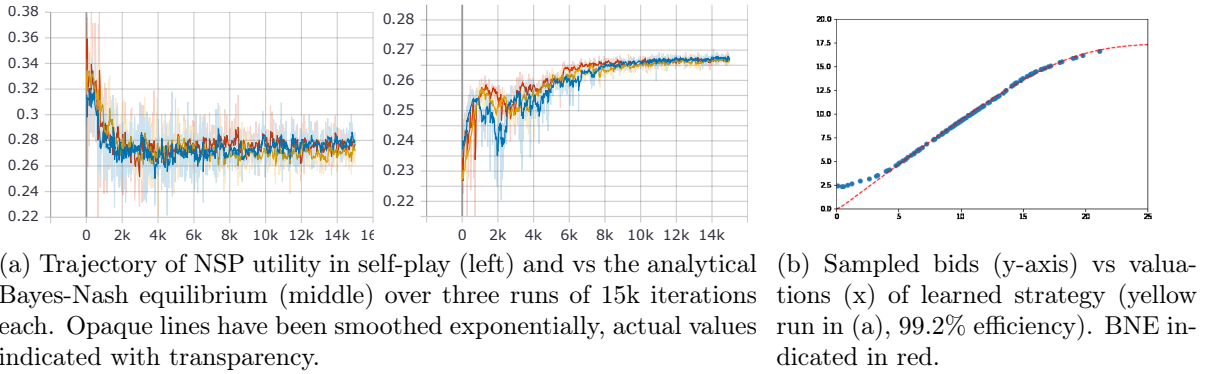 0.38
0.36
0.34
0.32
0.3
0.28
0.26
0.24
0.22
0 2k 4k 6k 8k 10k 12k 14k 16
0.28
0.27
0.26
0.25
0.24
0.23
0.22
0 2k 4k 6k 8k 10k 12k 14k
20.0
17.5
15.0
12.5
10.0
7.5
5.0
2.5
0.0
0 5 10 15 20 25
(a) Trajectory of NSP utility in self-play (left) and vs the analytical
Bayes-Nash equilibrium (middle) over three runs of 15k iterations
each. Opaque lines have been smoothed exponentially, actual values
indicated with transparency.
(b) Sampled bids (y-axis) vs valua-
tions (x) of learned strategy (yellow
run in (a), 99.2% efficiency). BNE in-
dicated in red.